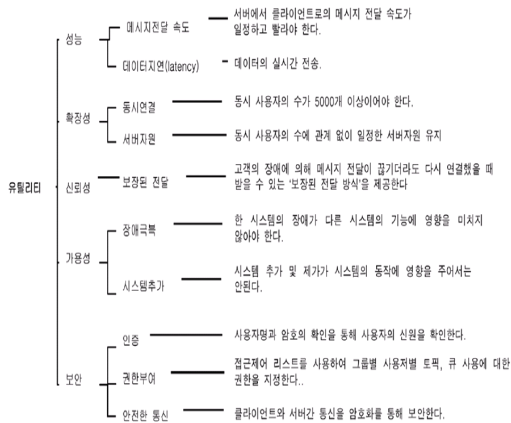 성능
메시지전달 속도
서버에서 클라이언트로의 메시지 전달 속도가
일정하고 빨라야 한다.
데이터지연(latency)
데이터의 실시간 전송.
확장성
동시연결
동시 사용자의 수가 5000개 이상이어야 한다.
서버자원
동시 사용자의 수에 관계 없이 일정한 서버자원 유지
유틸리티
신뢰성
보장된 전달
고객의 장애에 의해 메시지 전달이 끊기더라도 다시 연결했을 때
받을 수 있는 '보장된 전달 방식'을 제공한다
가용성
장애극복
한 시스템의 장애가 다른 시스템의 기능에 영향을 미치지
않아야 한다.
시스템추가
시스템 추가 및 제가가 시스템의 동작에 영향을 주어서는
안된다.
보안
인증
사용자명과 암호의 확인을 통해 사용자의 신원을 확인한다.
권한부여
접근제어 리스트를 사용하여 그룹별 사용저별 토픽, 큐 사용에 대한
권한을 지정한다..
안전한 통신
클라이언트와 서버간 통신을 암호화를 통해 보안한다.